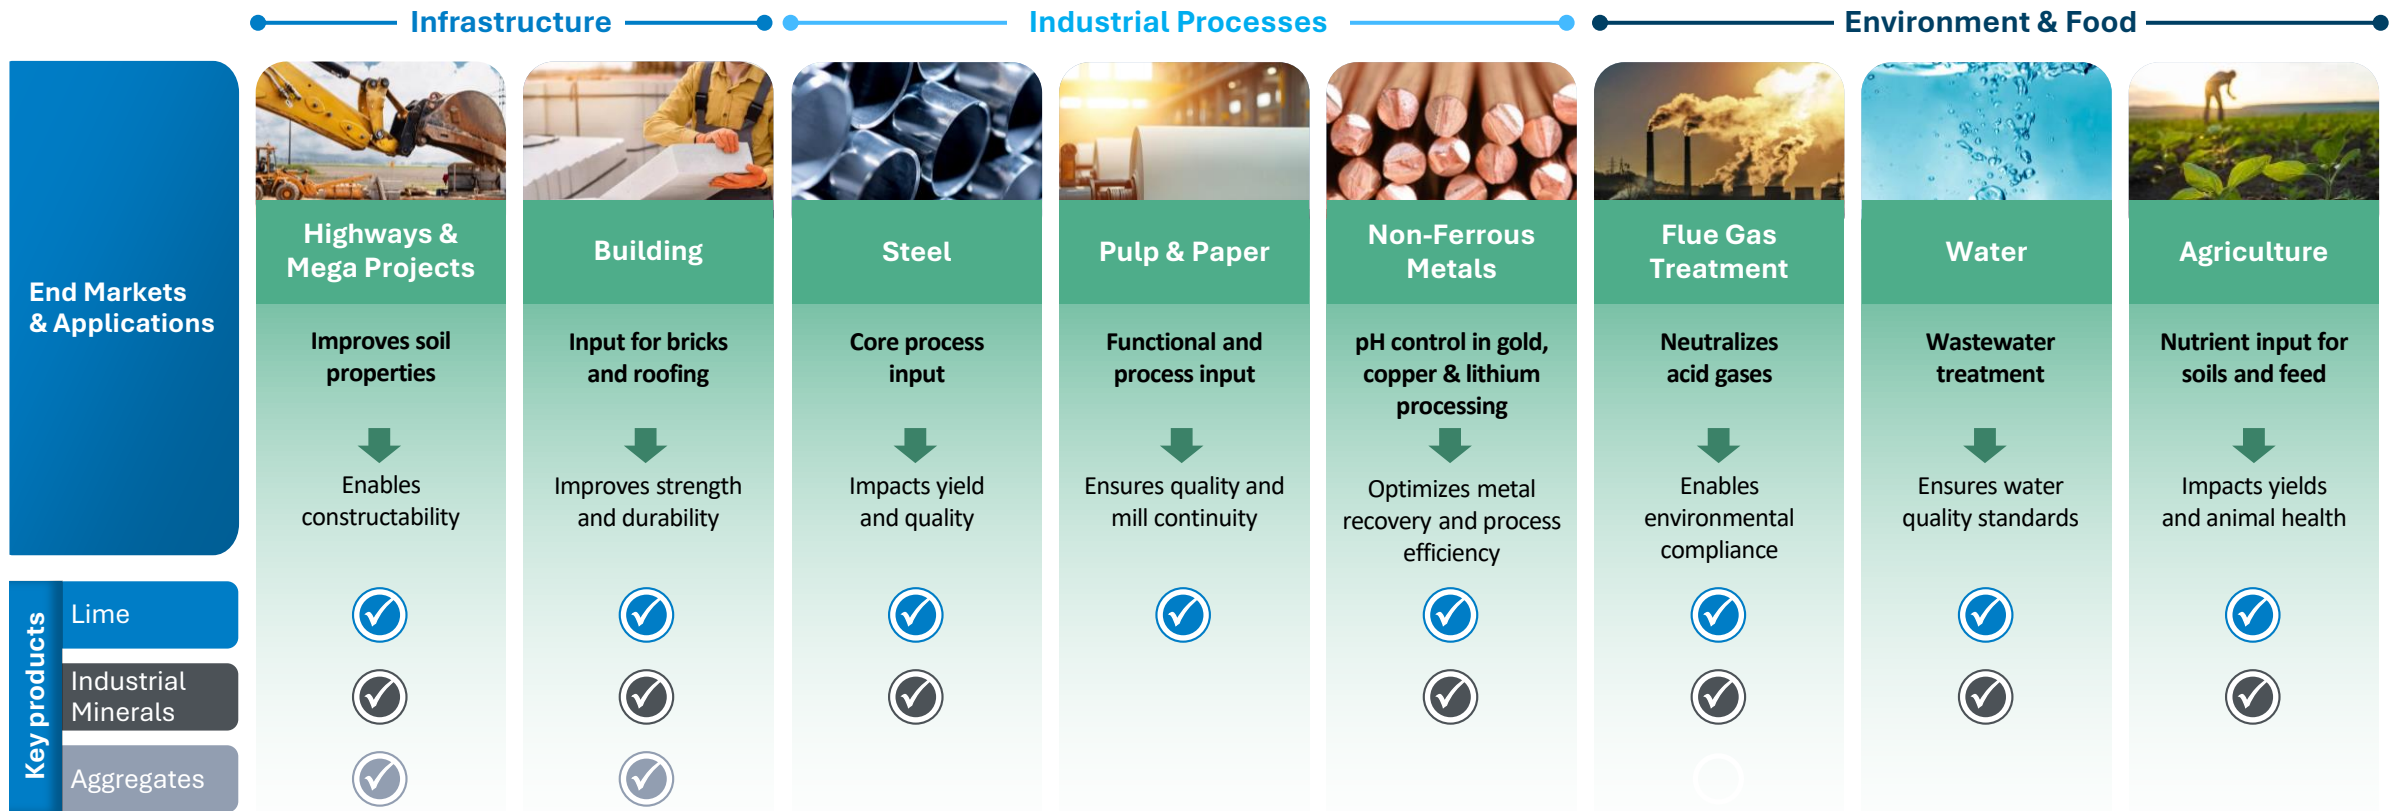 Infrastructure
Industrial Processes
Environment & Food
End Markets
& Applications
Highways &
Mega Projects
Improves soil
properties
Enables
constructability
Building
Input for bricks
and roofing
Improves strength
and durability
Steel
Core process
input
Impacts yield
and quality
Pulp & Paper
Functional and
process input
Ensures quality and
mill continuity
Non-Ferrous
Metals
pH control in gold,
copper & lithium
processing
Optimizes metal
recovery and process
efficiency
Flue Gas
Treatment
Neutralizes
acid gases
Enables
environmental
compliance
Water
Wastewater
treatment
Ensures water
quality standards
Agriculture
Nutrient input for
soils and feed
Impacts yields
and animal health
Key products
Lime
Industrial
Minerals
Aggregates